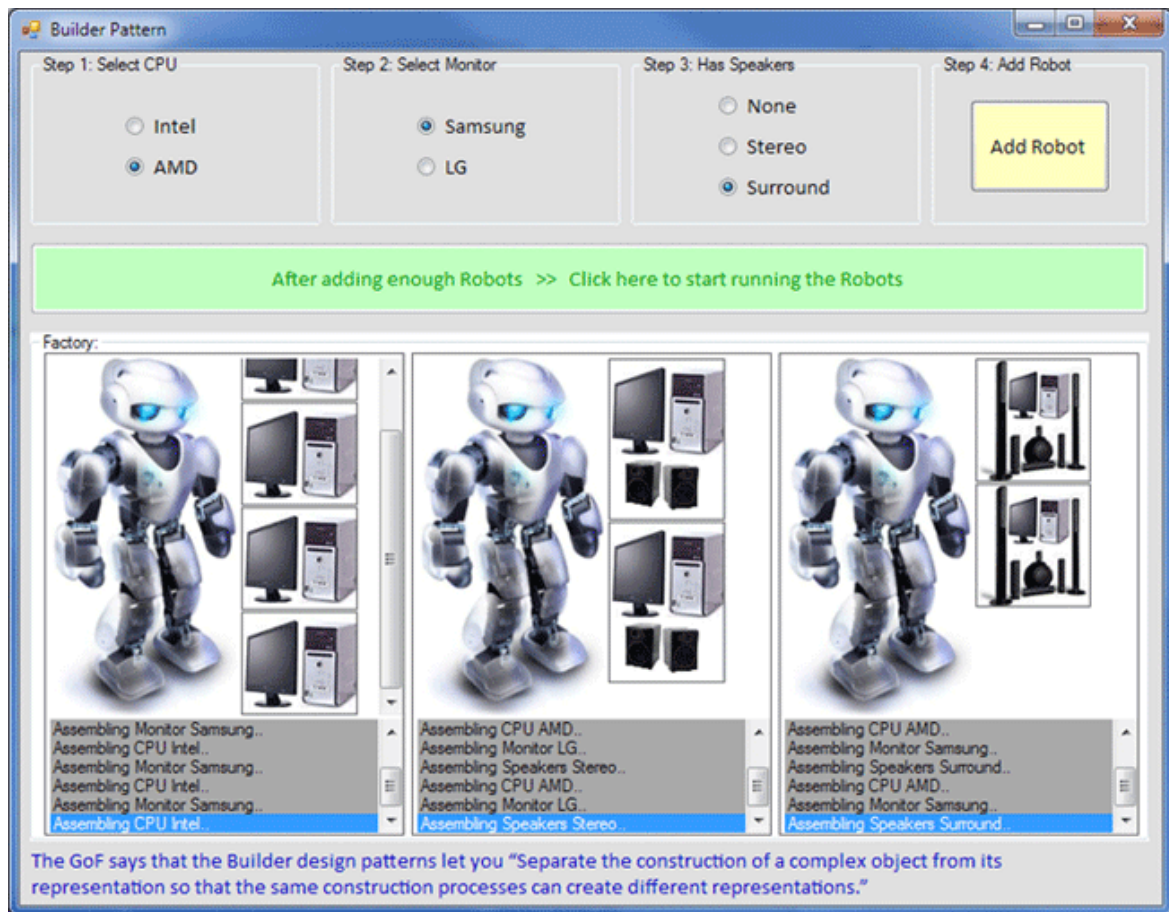 Builder Pattern
Step 1: Select CPU
Intel
AMD
Step 2: Select Monitor
Samsung
LG
Step 3: Has Speakers
None
Stereo
Surround
Step 4: Add Robot
Add Robot
After adding enough Robots >> Click here to start running the Robots
Factory:
Assembling Monitor Samsung..
Assembling CPU Intel..
Assembling Monitor Samsung..
Assembling CPU Intel..
Assembling Monitor Samsung..
Assembling CPU Intel..
Assembling CPU AMD..
Assembling Monitor LG..
Assembling Speakers Stereo..
Assembling CPU AMD..
Assembling Monitor LG..
Assembling Speakers Stereo..
Assembling CPU AMD..
Assembling Monitor Samsung..
Assembling Speakers Surround..
Assembling CPU AMD..
Assembling Monitor Samsung..
Assembling Speakers Surround..
The GoF says that the Builder design patterns let you “Separate the construction of a complex object from its
representation so that the same construction processes can create different representations.”